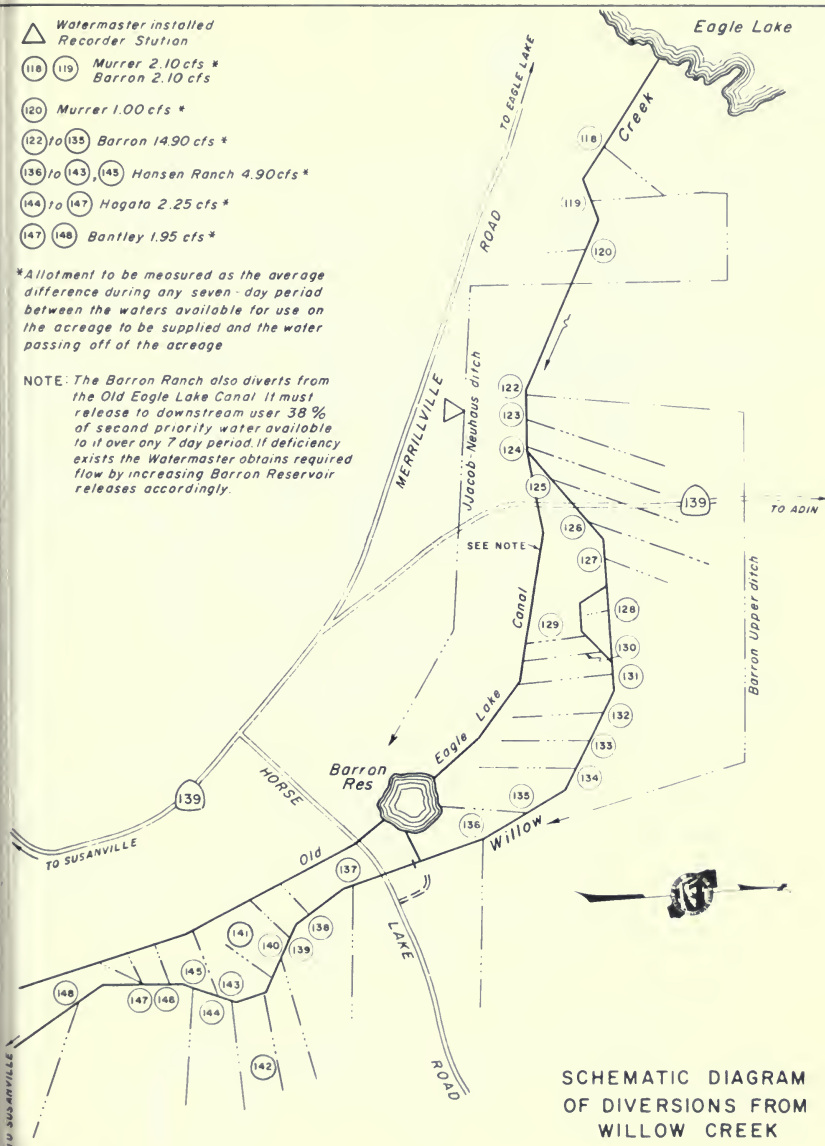 Watermaster installed
Recorder Station
118 119 Murrer 2.10 cfs *
Barron 2.10 cfs
120 Murrer 1.00 cfs *
122 to 135 Barron 14.90 cfs *
136 to 143, 145 Hansen Ranch 4.90 cfs *
144 to 147 Hagata 2.25 cfs *
147 148 Bantley 1.95 cfs *
*Allotment to be measured as the average
difference during any seven-day period
between the waters available for use on
the acreage to be supplied and the water
passing off of the acreage
NOTE: The Barron Ranch also diverts from
the Old Eagle Lake Canal It must
release to downstream user 38 %
of second priority water available
to it over any 7 day period. If deficiency
exists the Watermaster obtains required
flow by increasing Barron Reservoir
releases accordingly.
Eagle Lake
TO EAGLE LAKE
Creek
118
119
120
MERRILLVILLE ROAD
JJacob-Neuhaus ditch
122
123
124
125
139
TO ADIN
126
SEE NOTE
127
128
129
130
131
132
133
134
135
136
Barron Upper ditch
Old Eagle Lake Canal
Barron
Res
Willow
HORSE LAKE ROAD
139
TO SUSANVILLE
137
138
139
140
141
142
143
144
145
146
147
148
TO SUSANVILLE
SCHEMATIC DIAGRAM
OF DIVERSIONS FROM
WILLOW CREEK